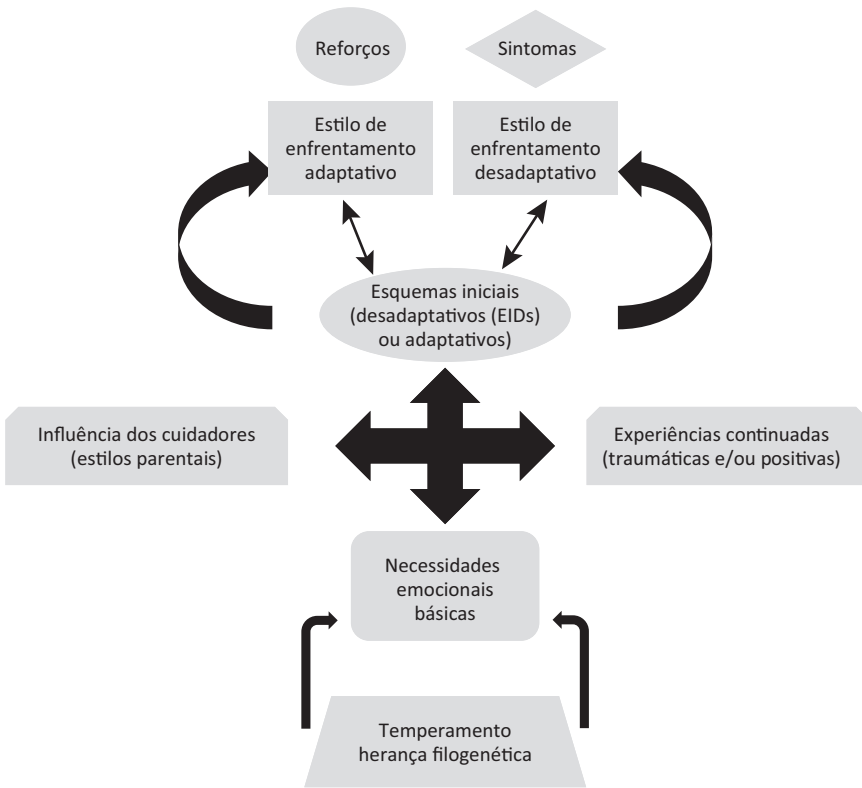 Reforços
Sintomas
Estilo de
enfrentamento
adaptativo
Estilo de
enfrentamento
desadaptativo
Esquemas iniciais
(desadaptativos (EIDs)
ou adaptativos)
Influência dos cuidadores
(estilos parentais)
Experiências continuadas
(traumáticas e/ou positivas)
Necessidades
emocionais
básicas
Temperamento
herança filogenética